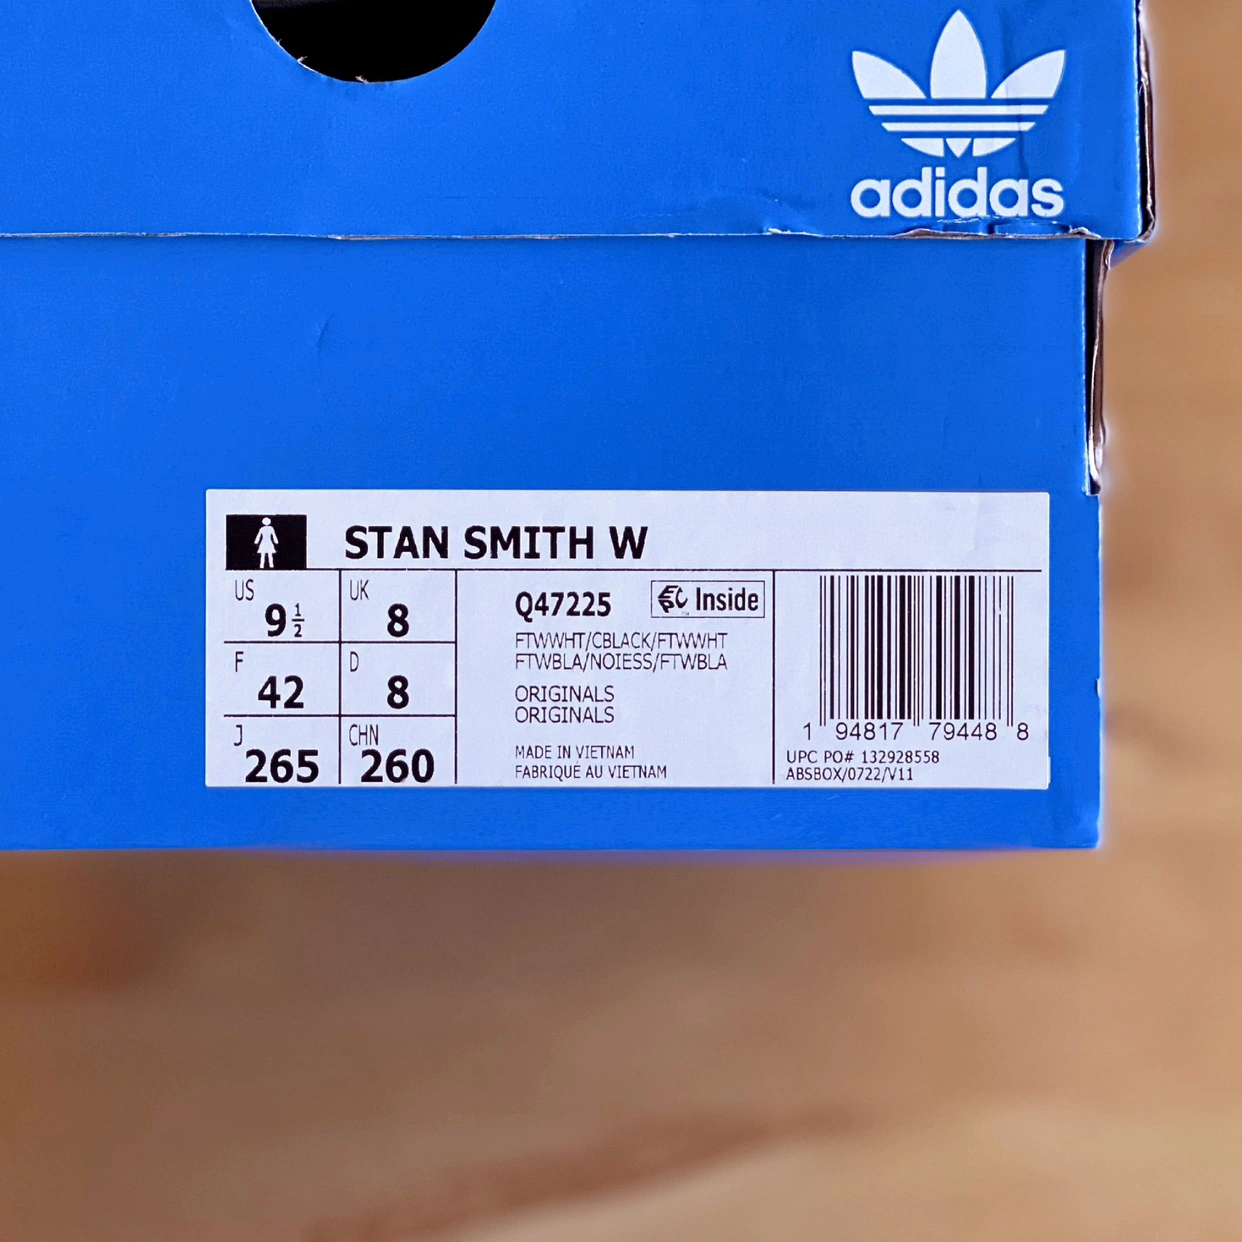 adidas
STAN SMITH W
US 9 1/2 UK 8
F 42 D 8
J 265 CHN 260
Q47225 Inside
FTWWHT/CBLACK/FTWWHT
FTWBLA/NOIESS/FTWBLA
ORIGINALS
ORIGINALS
MADE IN VIETNAM
FABRIQUÉ AU VIETNAM
1 94817 79448 8
UPC PO# 132928558
ABSBOX/0722/V11